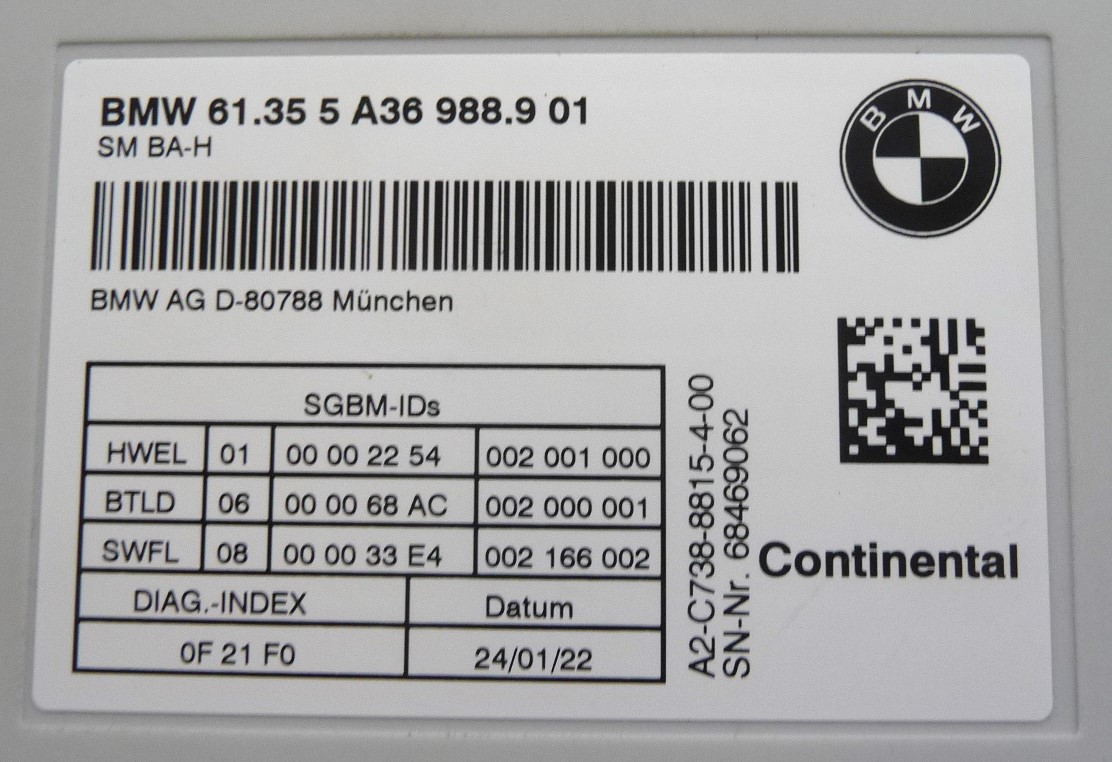 BMW 61.35 5 A36 988.9 01
SM BA-H
BMW
BMW AG D-80788 München
SGBM-IDs
HWEL 01 00 00 22 54 002 001 000
BTLD 06 00 00 68 AC 002 000 001
SWFL 08 00 00 33 E4 002 166 002
DIAG.-INDEX Datum
0F 21 F0 24/01/22
A2-C738-8815-4-00
SN-Nr. 68469062
Continental